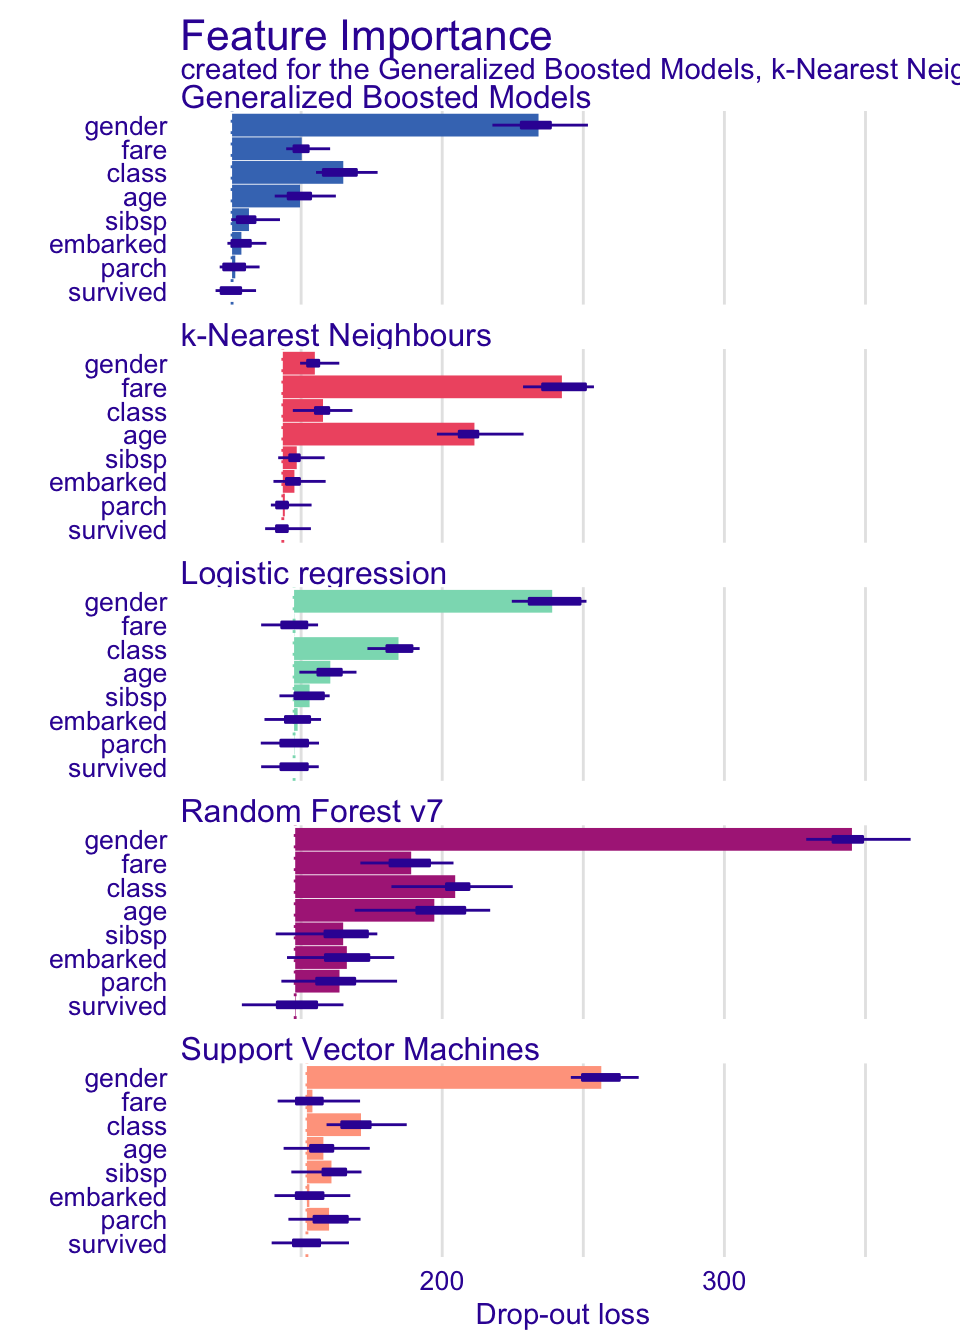 Feature Importance
created for the Generalized Boosted Models, k-Nearest Neig
Generalized Boosted Models
gender
fare
class
age
sibsp
embarked
parch
survived
k-Nearest Neighbours
gender
fare
class
age
sibsp
embarked
parch
survived
Logistic regression
gender
fare
class
age
sibsp
embarked
parch
survived
Random Forest v7
gender
fare
class
age
sibsp
embarked
parch
survived
Support Vector Machines
gender
fare
class
age
sibsp
embarked
parch
survived
200 300
Drop-out loss